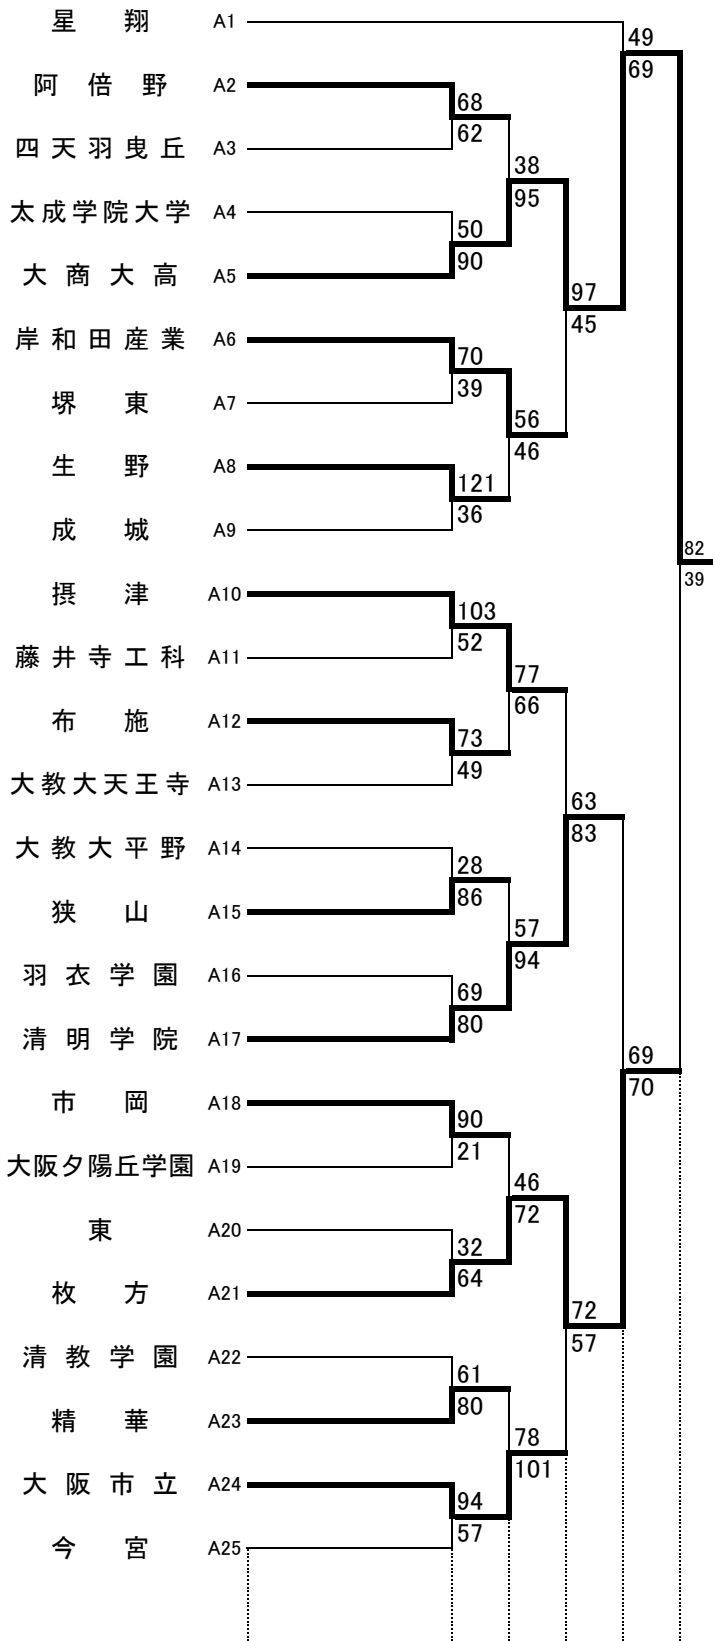 星 翔 A1
49
69
阿 倍 野 A2
68
62
四天羽曳丘 A3
38
95
太成学院大学 A4
50
90
大 商 大 高 A5
97
45
岸和田産業 A6
70
39
堺 東 A7
56
46
生 野 A8
121
36
成 城 A9
82
39
摂 津 A10
103
52
藤井寺工科 A11
77
66
布 施 A12
73
49
大教大天王寺 A13
63
83
大教大平野 A14
28
86
狭 山 A15
57
94
羽 衣 学 園 A16
69
80
清 明 学 院 A17
69
70
市 岡 A18
90
21
大阪夕陽丘学園 A19
46
72
東 A20
32
64
枚 方 A21
72
57
清 教 学 園 A22
61
80
精 華 A23
78
101
大 阪 市 立 A24
94
57
今 宮 A25